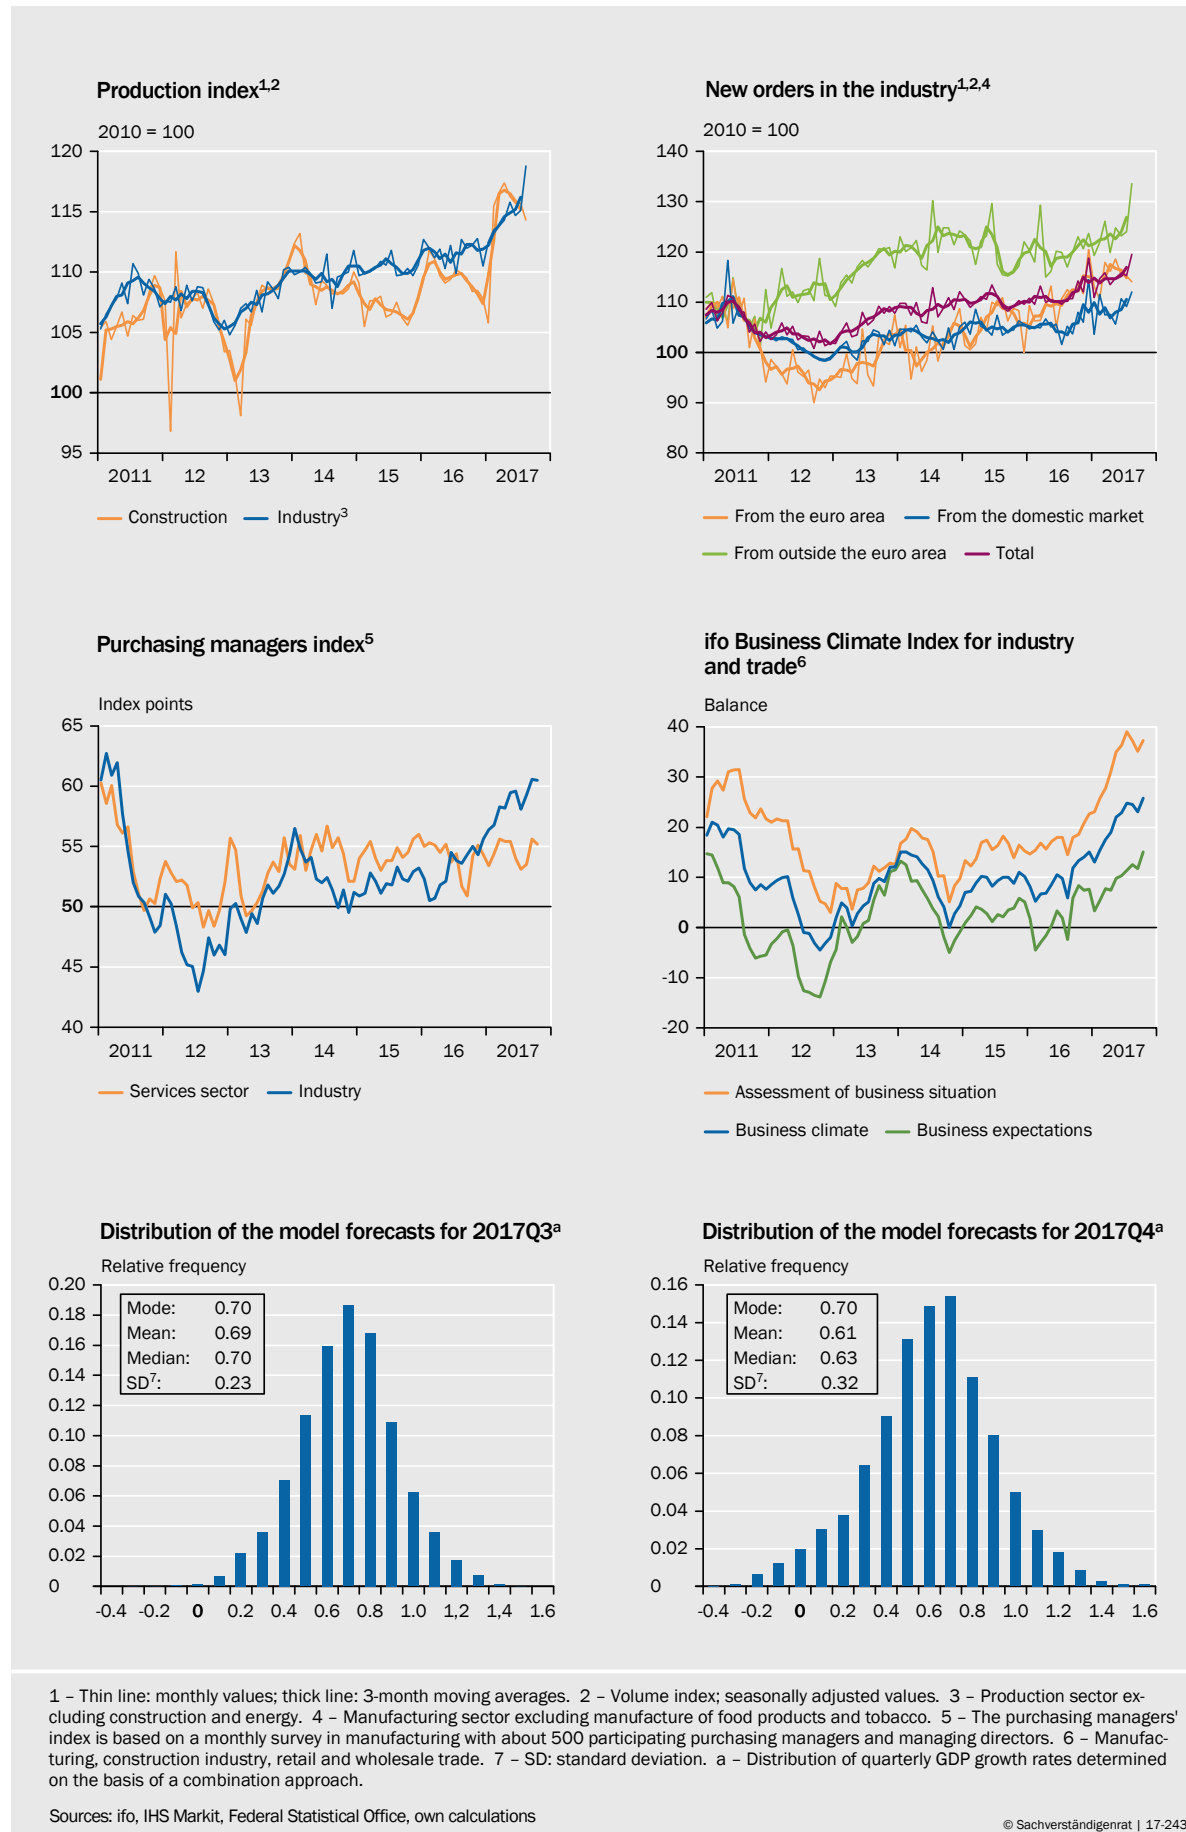 Production index1,2
2010 = 100
120
115
110
105
100
95
2011 12 13 14 15 16 2017
Construction Industry3
New orders in the industry1,2,4
2010 = 100
140
130
120
110
100
90
80
2011 12 13 14 15 16 2017
From the euro area From the domestic market
From outside the euro area Total
Purchasing managers index5
Index points
65
60
55
50
45
40
2011 12 13 14 15 16 2017
Services sector Industry
ifo Business Climate Index for industry
and trade6
Balance
40
30
20
10
0
-10
-20
2011 12 13 14 15 16 2017
Assessment of business situation
Business climate Business expectations
Distribution of the model forecasts for 2017Q3a
Relative frequency
0.20
0.18
0.16
0.14
0.12
0.10
0.08
0.06
0.04
0.02
0
Mode: 0.70
Mean: 0.69
Median: 0.70
SD7: 0.23
-0.4 -0.2 0 0.2 0.4 0.6 0.8 1.0 1,2 1.4 1.6
Distribution of the model forecasts for 2017Q4a
Relative frequency
0.16
0.14
0.12
0.10
0.08
0.06
0.04
0.02
0
Mode: 0.70
Mean: 0.61
Median: 0.63
SD7: 0.32
-0.4 -0.2 0 0.2 0.4 0.6 0.8 1.0 1.2 1.4 1.6
1 – Thin line: monthly values; thick line: 3-month moving averages. 2 – Volume index; seasonally adjusted values. 3 – Production sector ex-
cluding construction and energy. 4 – Manufacturing sector excluding manufacture of food products and tobacco. 5 – The purchasing managers'
index is based on a monthly survey in manufacturing with about 500 participating purchasing managers and managing directors. 6 – Manufac-
turing, construction industry, retail and wholesale trade. 7 – SD: standard deviation. a – Distribution of quarterly GDP growth rates determined
on the basis of a combination approach.
Sources: ifo, IHS Markit, Federal Statistical Office, own calculations
© Sachverständigenrat | 17-243